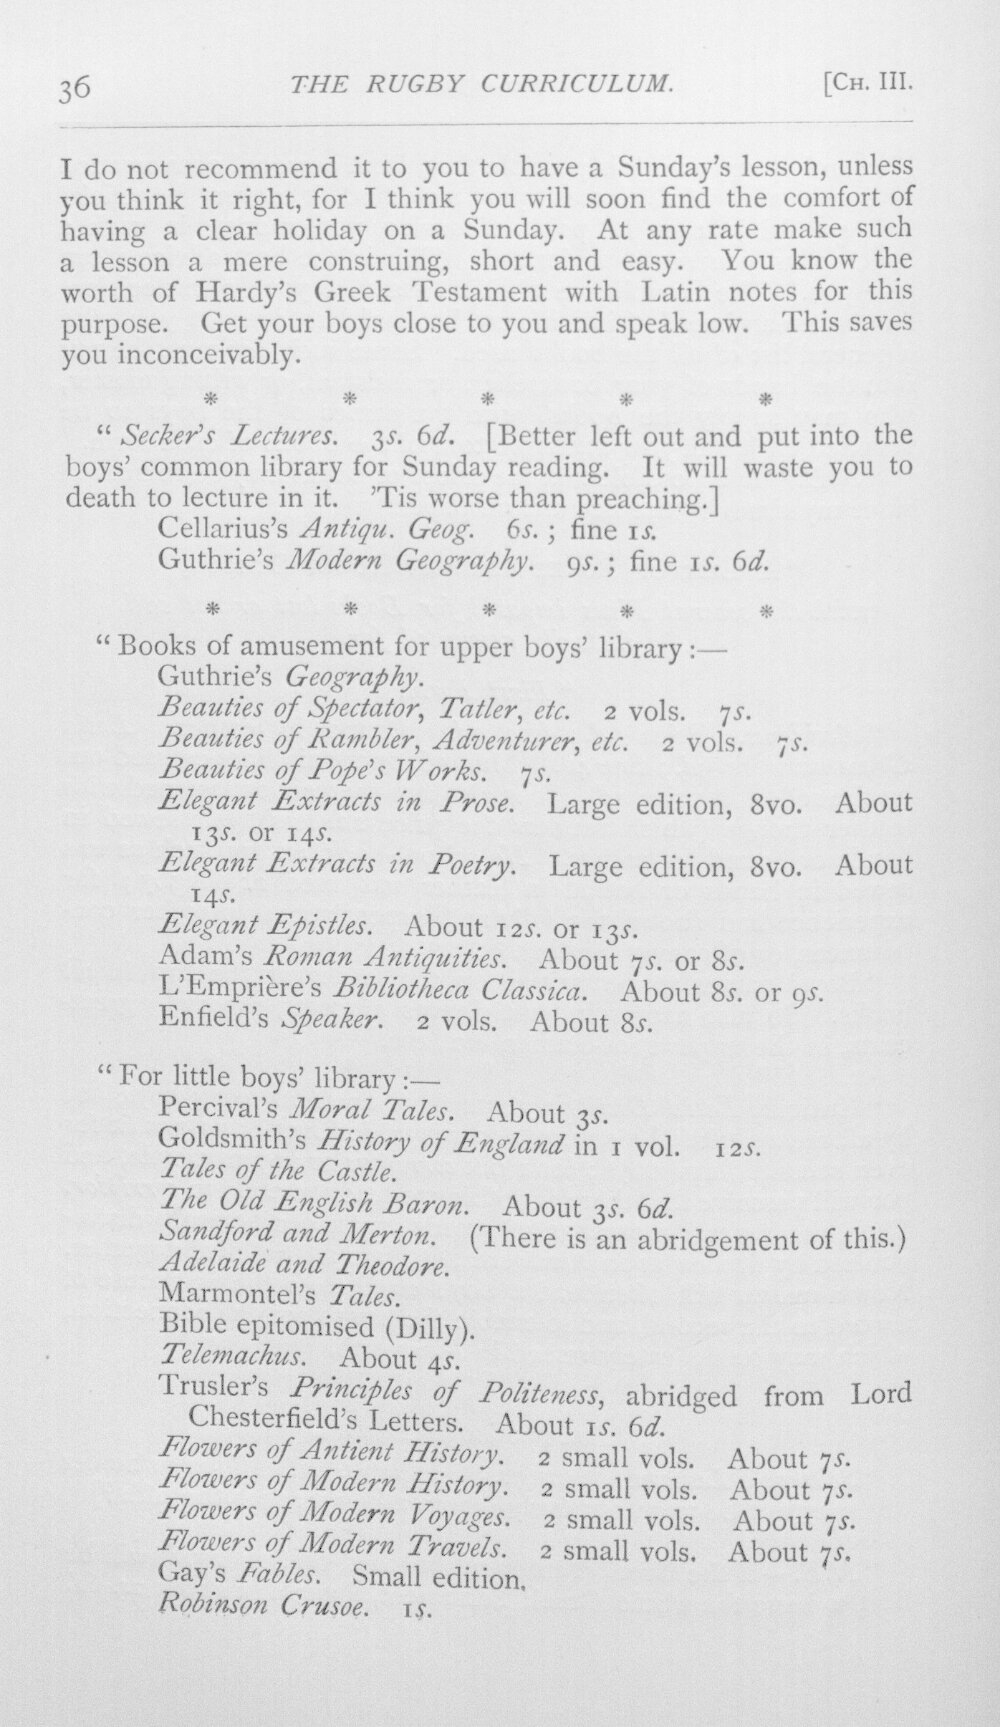 36 THE RUGBY CURRICULUM. [CH. III.
I do not recommend it to you to have a Sunday's lesson, unless
you think it right, for I think you will soon find the comfort of
having a clear holiday on a Sunday. At any rate make such
a lesson a mere construing, short and easy. You know the
worth of Hardy's Greek Testament with Latin notes for this
purpose. Get your boys close to you and speak low. This saves
you inconceivably.
* * * * *
“ Secker's Lectures. 3s. 6d. [Better left out and put into the
boys' common library for Sunday reading. It will waste you to
death to lecture in it. 'Tis worse than preaching.]
Cellarius's Antiqu. Geog. 6s. ; fine 1s.
Guthrie's Modern Geography. 9s. ; fine 1s. 6d.
* * * * *
“ Books of amusement for upper boys' library :—
Guthrie's Geography.
Beauties of Spectator, Tatler, etc. 2 vols. 7s.
Beauties of Rambler, Adventurer, etc. 2 vols. 7s.
Beauties of Pope's Works. 7s.
Elegant Extracts in Prose. Large edition, 8vo. About
13s. or 14s.
Elegant Extracts in Poetry. Large edition, 8vo. About
14s.
Elegant Epistles. About 12s. or 13s.
Adam's Roman Antiquities. About 7s. or 8s.
L'Emprière's Bibliotheca Classica. About 8s. or 9s.
Enfield's Speaker. 2 vols. About 8s.
“ For little boys' library :—
Percival's Moral Tales. About 3s.
Goldsmith's History of England in 1 vol. 12s.
Tales of the Castle.
The Old English Baron. About 3s. 6d.
Sandford and Merton. (There is an abridgement of this.)
Adelaide and Theodore.
Marmontel's Tales.
Bible epitomised (Dilly).
Telemachus. About 4s.
Trusler's Principles of Politeness, abridged from Lord
Chesterfield's Letters. About 1s. 6d.
Flowers of Antient History. 2 small vols. About 7s.
Flowers of Modern History. 2 small vols. About 7s.
Flowers of Modern Voyages. 2 small vols. About 7s.
Flowers of Modern Travels. 2 small vols. About 7s.
Gay's Fables. Small edition.
Robinson Crusoe. 1s.